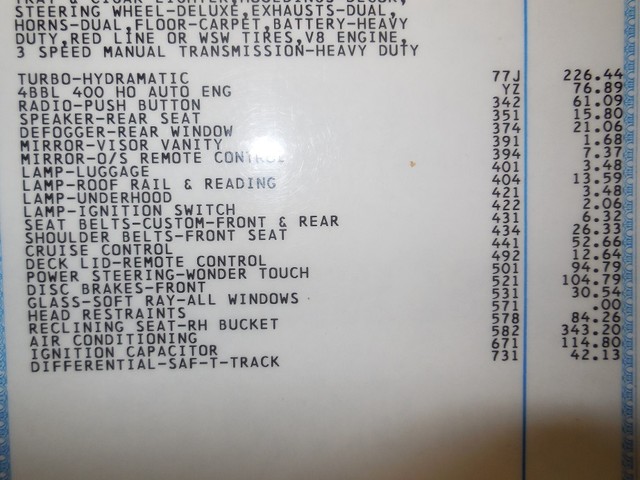 TRAY & CIGAR LIGHTER,MOULDINGS DECOR,
STEERING WHEEL-DELUXE,EXHAUSTS-DUAL,
HORNS-DUAL,FLOOR-CARPET,BATTERY-HEAVY
DUTY,RED LINE OR WSW TIRES,V8 ENGINE,
3 SPEED MANUAL TRANSMISSION-HEAVY DUTY
TURBO-HYDRAMATIC 77J 226.44
4BBL 400 HO AUTO ENG YZ 76.89
RADIO-PUSH BUTTON 342 61.09
SPEAKER-REAR SEAT 351 15.80
DEFOGGER-REAR WINDOW 374 21.06
MIRROR-VISOR VANITY 391 1.68
MIRROR-O/S REMOTE CONTROL 394 7.37
LAMP-LUGGAGE 401 3.48
LAMP-ROOF RAIL & READING 404 13.59
LAMP-UNDERHOOD 421 3.48
LAMP-IGNITION SWITCH 422 2.06
SEAT BELTS-CUSTOM-FRONT & REAR 431 6.32
SHOULDER BELTS-FRONT SEAT 434 26.33
CRUISE CONTROL 441 52.66
DECK LID-REMOTE CONTROL 492 12.64
POWER STEERING-WONDER TOUCH 501 94.79
DISC BRAKES-FRONT 521 104.79
GLASS-SOFT RAY-ALL WINDOWS 531 30.54
HEAD RESTRAINTS 571 .00
RECLINING SEAT-RH BUCKET 578 84.26
AIR CONDITIONING 582 343.20
IGNITION CAPACITOR 671 114.80
DIFFERENTIAL-SAF-T-TRACK 731 42.13